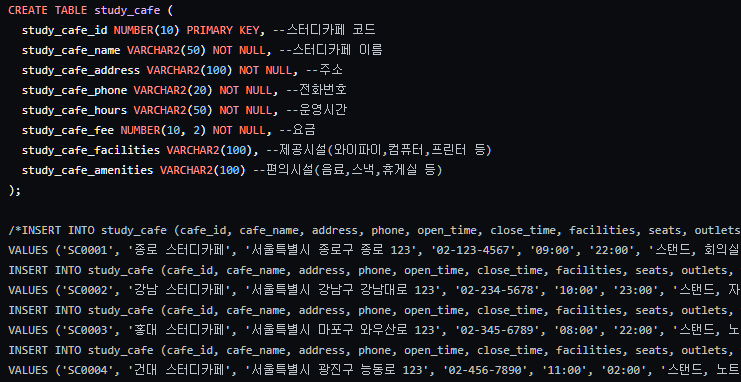 CREATE TABLE study_cafe (
study_cafe_id NUMBER(10) PRIMARY KEY, --스터디카페 코드
study_cafe_name VARCHAR2(50) NOT NULL, --스터디카페 이름
study_cafe_address VARCHAR2(100) NOT NULL, --주소
study_cafe_phone VARCHAR2(20) NOT NULL, --전화번호
study_cafe_hours VARCHAR2(50) NOT NULL, --운영시간
study_cafe_fee NUMBER(10, 2) NOT NULL, --요금
study_cafe_facilities VARCHAR2(100), --제공시설(와이파이,컴퓨터,프린터 등)
study_cafe_amenities VARCHAR2(100) --편의시설(음료,스낵,휴게실 등)
);
/*INSERT INTO study_cafe (cafe_id, cafe_name, address, phone, open_time, close_time, facilities, seats, outlets
VALUES ('SC0001', '종로 스터디카페', '서울특별시 종로구 종로 123', '02-123-4567', '09:00', '22:00', '스탠드, 회의실
INSERT INTO study_cafe (cafe_id, cafe_name, address, phone, open_time, close_time, facilities, seats, outlets,
VALUES ('SC0002', '강남 스터디카페', '서울특별시 강남구 강남대로 123', '02-234-5678', '10:00', '23:00', '스탠드, 자
INSERT INTO study_cafe (cafe_id, cafe_name, address, phone, open_time, close_time, facilities, seats, outlets,
VALUES ('SC0003', '홍대 스터디카페', '서울특별시 마포구 와우산로 123', '02-345-6789', '08:00', '22:00', '스탠드, 노
INSERT INTO study_cafe (cafe_id, cafe_name, address, phone, open_time, close_time, facilities, seats, outlets,
VALUES ('SC0004', '건대 스터디카페', '서울특별시 광진구 능동로 123', '02-456-7890', '11:00', '02:00', '스탠드, 노트